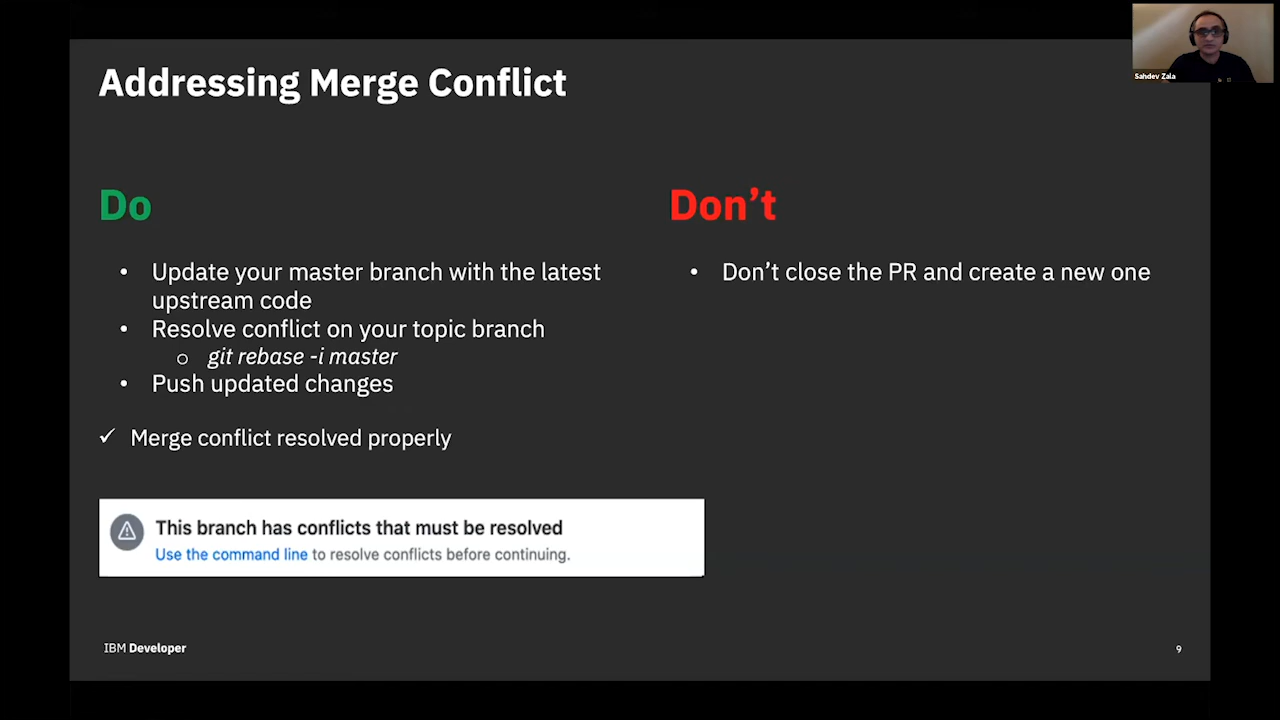 Sahdev Zala
Addressing Merge Conflict
Do
• Update your master branch with the latest
upstream code
• Resolve conflict on your topic branch
o git rebase -i master
• Push updated changes
✓ Merge conflict resolved properly
Don’t
• Don’t close the PR and create a new one
This branch has conflicts that must be resolved
Use the command line to resolve conflicts before continuing.
IBM Developer
9